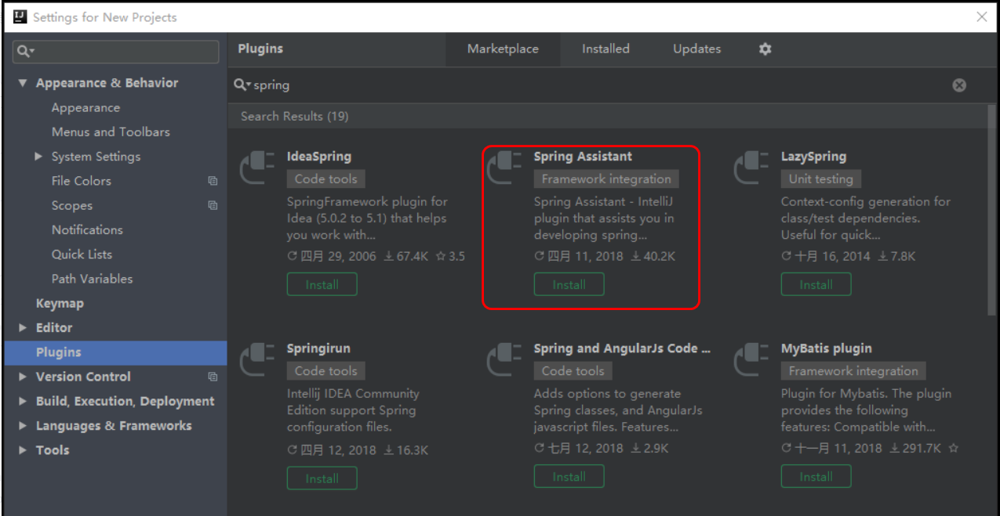 Settings for New Projects
Appearance & Behavior
Appearance
Menus and Toolbars
System Settings
File Colors
Scopes
Notifications
Quick Lists
Path Variables
Keymap
Editor
Plugins
Version Control
Build, Execution, Deployment
Languages & Frameworks
Tools
Plugins
Marketplace
Installed
Updates
spring
Search Results (19)
IdeaSpring
Code tools
SpringFramework plugin for
Idea (5.0.2 to 5.1) that helps
you work with...
四月 29, 2006 67.4K 3.5
Install
Spring Assistant
Framework integration
Spring Assistant - IntelliJ
plugin that assists you in
developing spring...
四月 11, 2018 40.2K
Install
LazySpring
Unit testing
Context-config generation for
class/test dependencies.
Useful for quick...
十月 16, 2014 7.8K
Install
Springirun
Code tools
Intellij IDEA Community
Edition support Spring
configuration files.
四月 12, 2018 16.3K
Install
Spring and AngularJs Code ...
Code tools
Adds options to generate
Spring classes, and AngularJs
javascript files. Features...
七月 12, 2018 2.9K
Install
MyBatis plugin
Framework integration
Plugin for Mybatis. The plugin
provides the following
features: Compatible with...
十一月 11, 2018 291.7K
Install